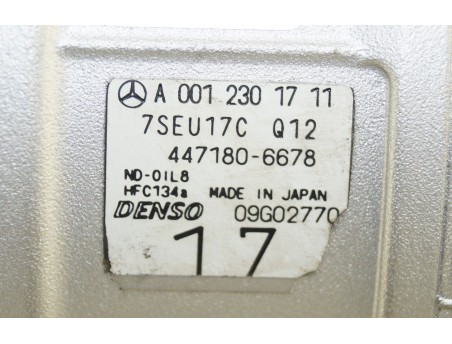 A 001 230 17 11
7SEU17C Q12
447180-6678
ND-OIL8
HFC134a MADE IN JAPAN
DENSO 09G02770
17